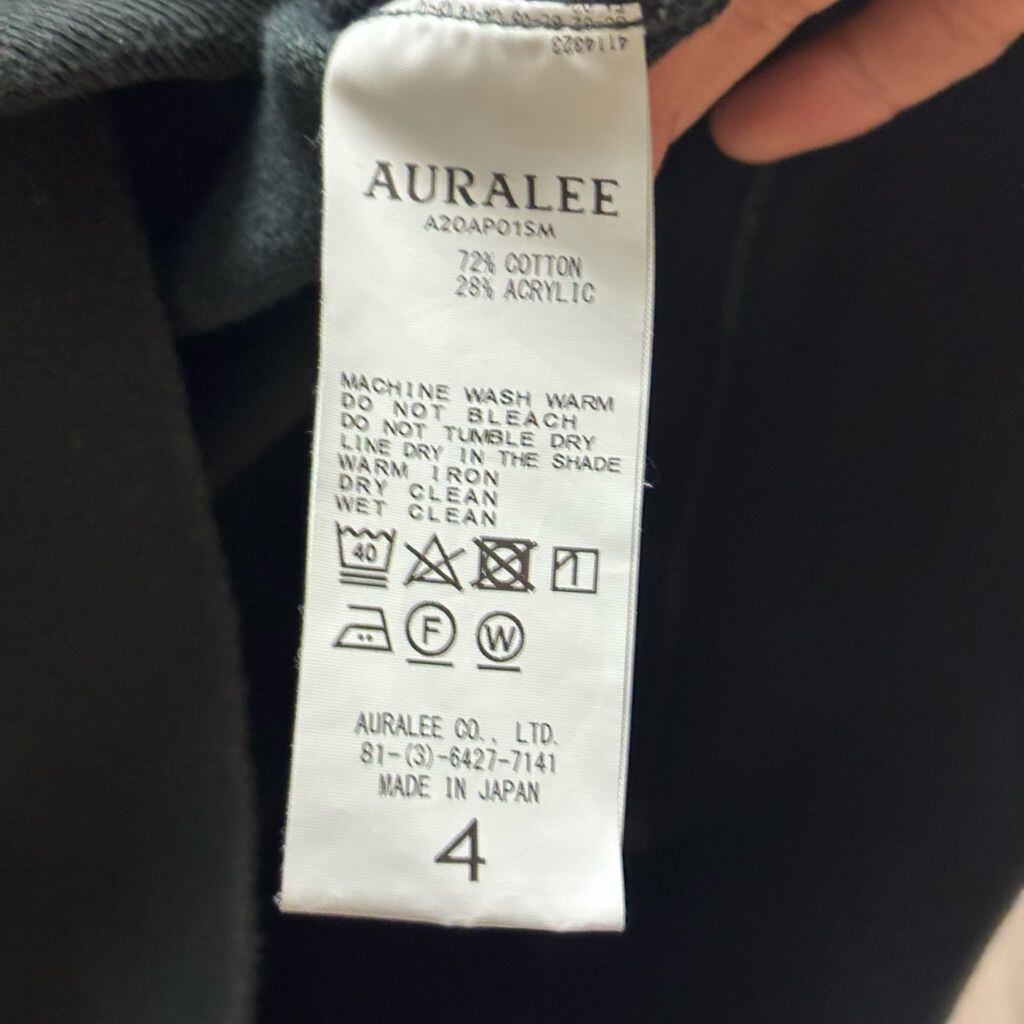 4114323
AURALEE
A20AP01SM
72% COTTON
28% ACRYLIC
MACHINE WASH WARM
DO NOT BLEACH
DO NOT TUMBLE DRY
LINE DRY IN THE SHADE
WARM IRON
DRY CLEAN
WET CLEAN
40
F
W
AURALEE CO., LTD.
81-(3)-6427-7141
MADE IN JAPAN
4